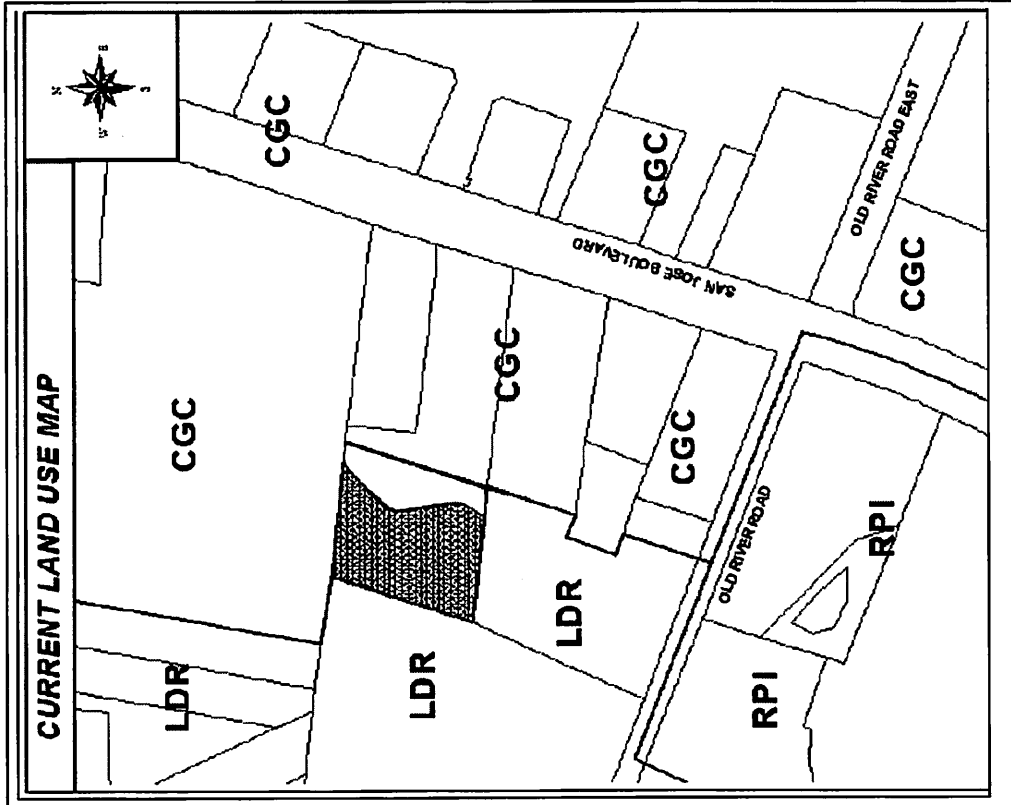 CURRENT LAND USE MAP
N
E
S
W
CGC
CGC
CGC
CGC
CGC
CGC
LDR
LDR
LDR
RPI
RPI
SAN JOSE BOULEVARD
OLD RIVER ROAD EAST
OLD RIVER ROAD